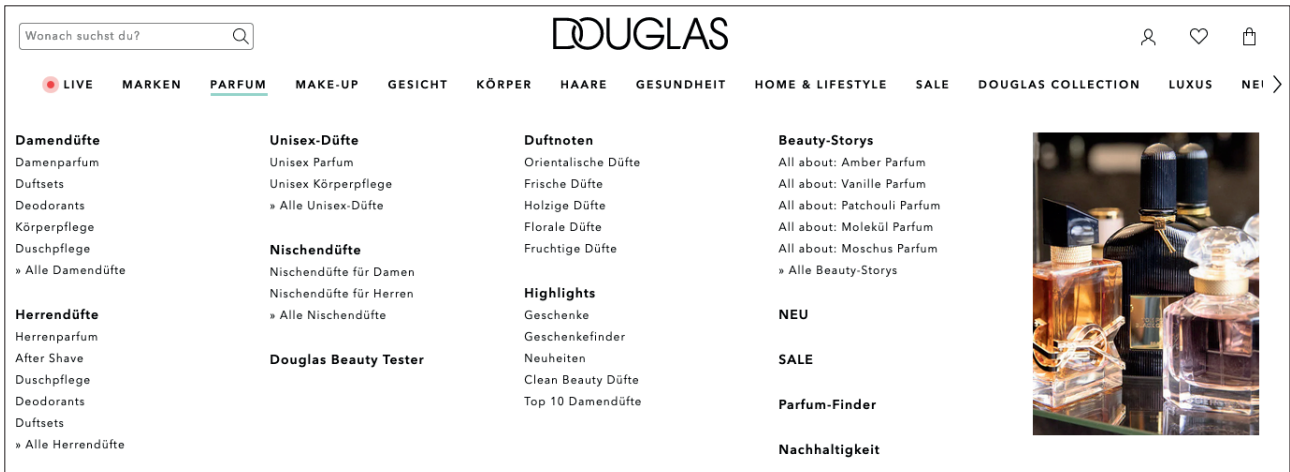 Wonach suchst du?
DOUGLAS
LIVE MARKEN PARFUM MAKE-UP GESICHT KÖRPER HAARE GESUNDHEIT HOME & LIFESTYLE SALE DOUGLAS COLLECTION LUXUS
Damendüfte
Damenparfum
Duftsets
Deodorants
Körperpflege
Duschpflege
» Alle Damendüfte
Herrendüfte
Herrenparfum
After Shave
Duschpflege
Deodorants
Duftsets
» Alle Herrendüfte
Unisex-Düfte
Unisex Parfum
Unisex Körperpflege
» Alle Unisex-Düfte
Nischendüfte
Nischendüfte für Damen
Nischendüfte für Herren
» Alle Nischendüfte
Douglas Beauty Tester
Duftnoten
Orientalische Düfte
Frische Düfte
Holzige Düfte
Florale Düfte
Fruchtige Düfte
Highlights
Geschenke
Geschenkefinder
Neuheiten
Clean Beauty Düfte
Top 10 Damendüfte
Beauty-Storys
All about: Amber Parfum
All about: Vanille Parfum
All about: Patchouli Parfum
All about: Molekül Parfum
All about: Moschus Parfum
» Alle Beauty-Storys
NEU
SALE
Parfum-Finder
Nachhaltigkeit